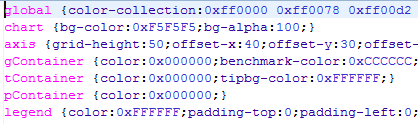 global {color-collection:0xff0000 0xff0078 0xff00d2
chart {bg-color:0xF5F5F5;bg-alpha:100;}
axis {grid-height:50;offset-x:40;offset-y:30;offset-
gContainer {color:0x000000;benchmark-color:0xCCCCCC;
tContainer {color:0x000000;tipbg-color:0xFFFFFF;}
pContainer {color:0x000000;}
legend {color:0xFFFFFF;padding-top:0;padding-left:0;